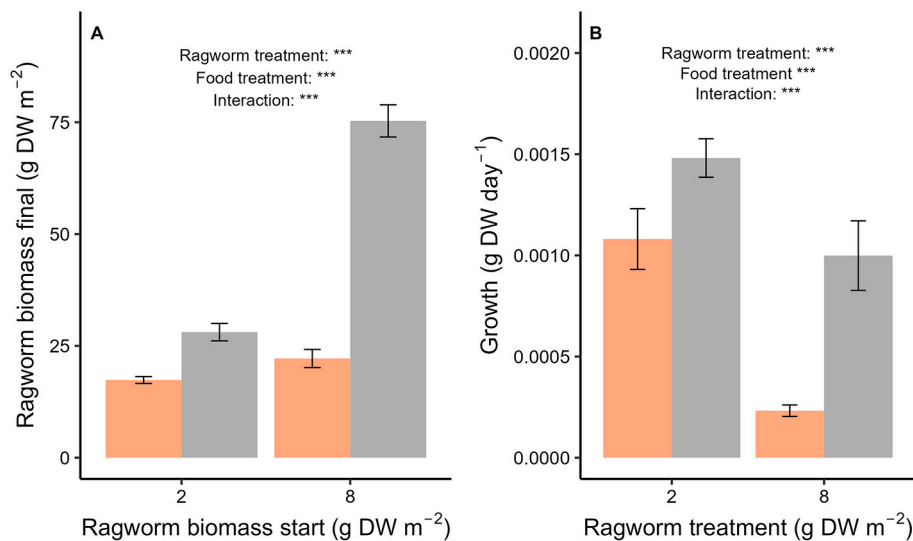 A
Ragworm treatment: ***
Food treatment: ***
Interaction: ***
Ragworm biomass final (g DW m⁻²)
75
50
25
0
2
8
Ragworm biomass start (g DW m⁻²)
B
Ragworm treatment: ***
Food treatment ***
Interaction: ***
Growth (g DW day⁻¹)
0.0020
0.0015
0.0010
0.0005
0.0000
2
8
Ragworm treatment (g DW m⁻²)